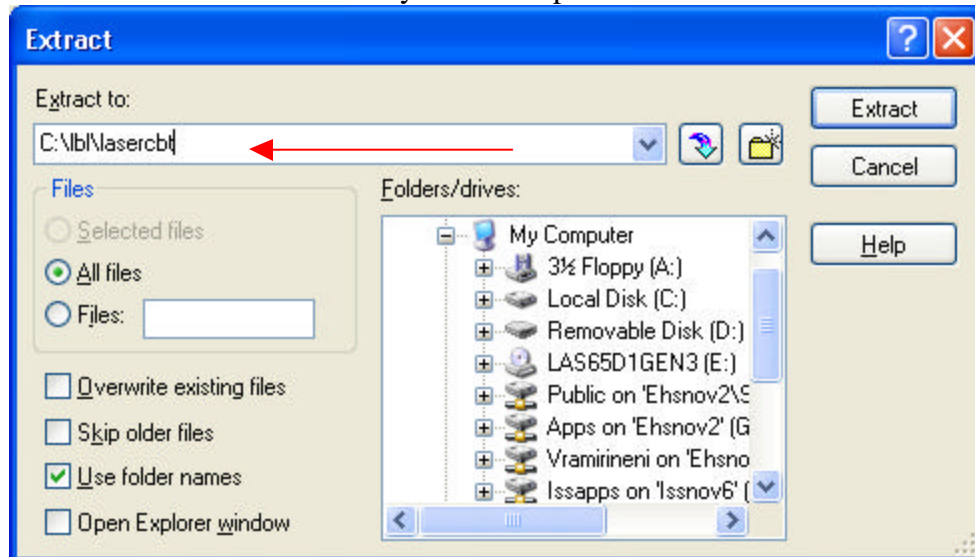 Extract
Extract to:
Extract
C:\lbl\lasercbt
Cancel
Files
Folders/drives:
Selected files
My Computer
Help
All files
3½ Floppy (A:)
Files:
Local Disk (C:)
Removable Disk (D:)
LAS65D1GEN3 (E:)
Overwrite existing files
Public on 'Ehsnov2\S
Skip older files
Apps on 'Ehsnov2' (G
Use folder names
Vramirineni on 'Ehsno
Open Explorer window
Issapps on 'Issnov6' (